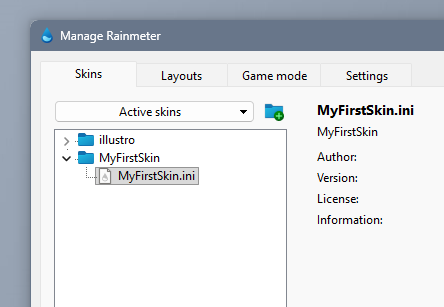 Manage Rainmeter
Skins
Layouts
Game mode
Settings
Active skins
illustro
MyFirstSkin
MyFirstSkin.ini
MyFirstSkin.ini
MyFirstSkin
Author:
Version:
License:
Information: